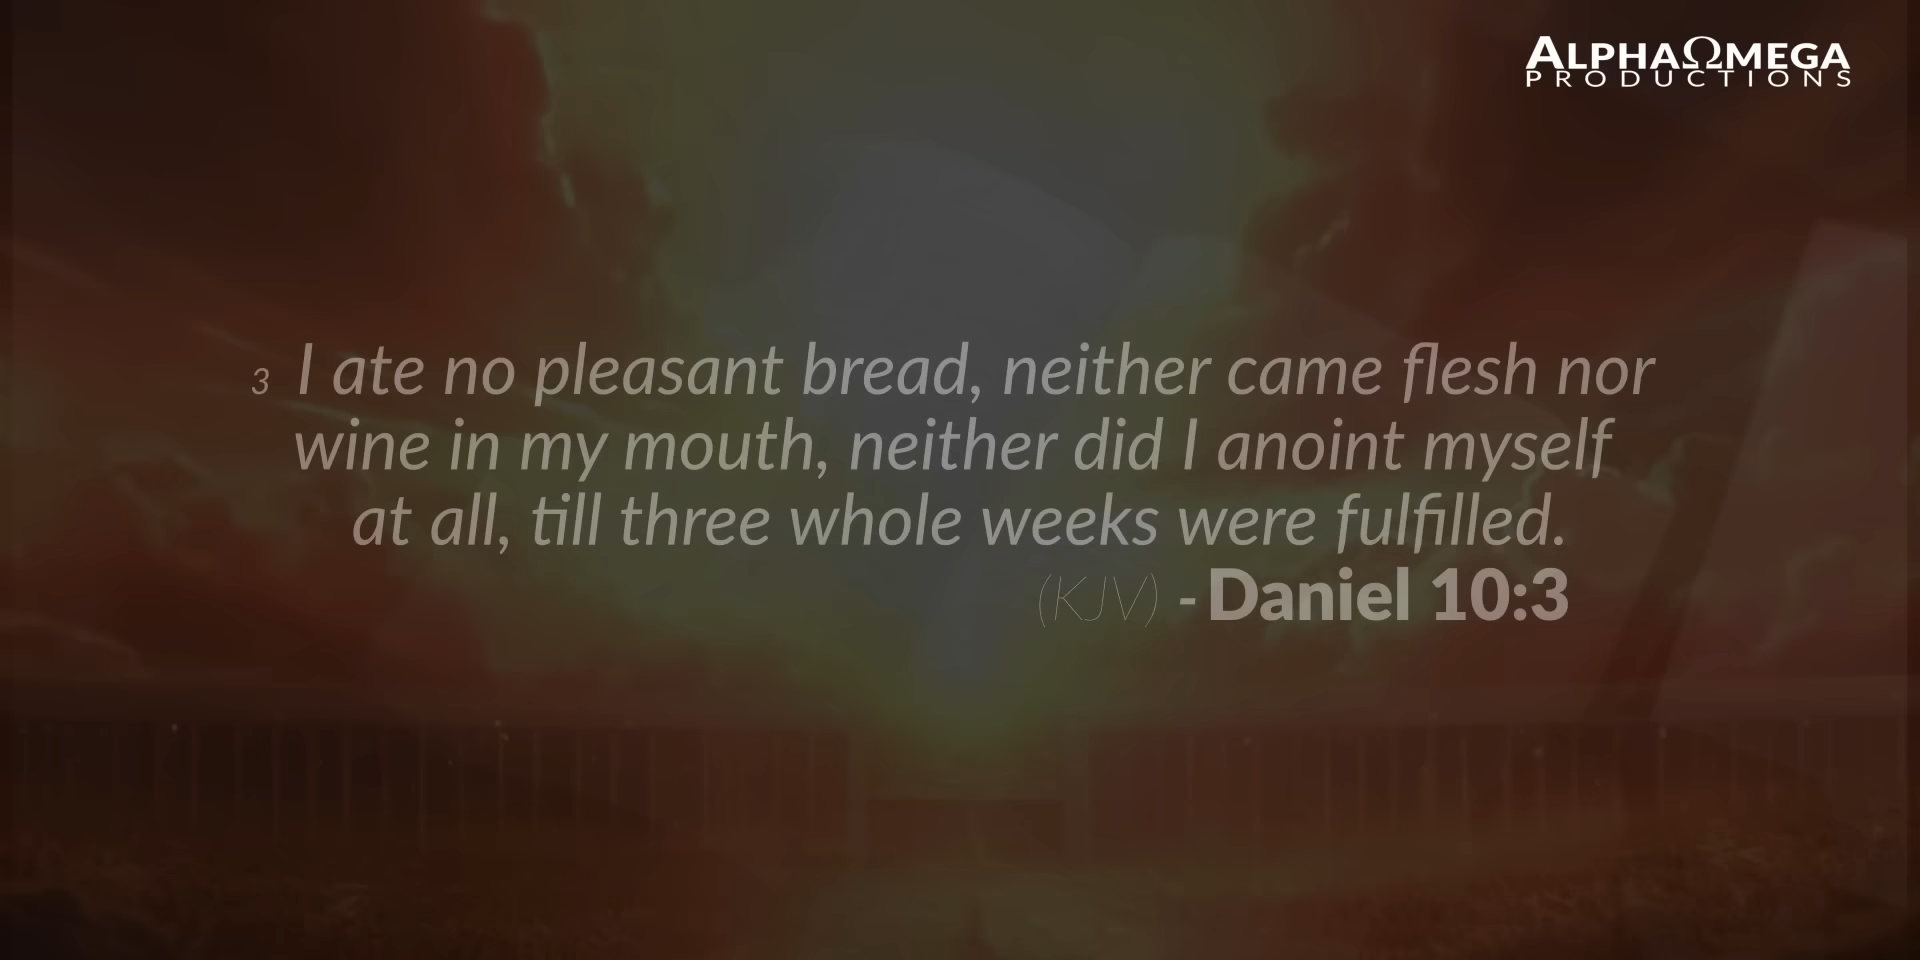 ALPHAΩMEGA
PRODUCTIONS
3 I ate no pleasant bread, neither came flesh nor
wine in my mouth, neither did I anoint myself
at all, till three whole weeks were fulfilled.
(KJV) - Daniel 10:3